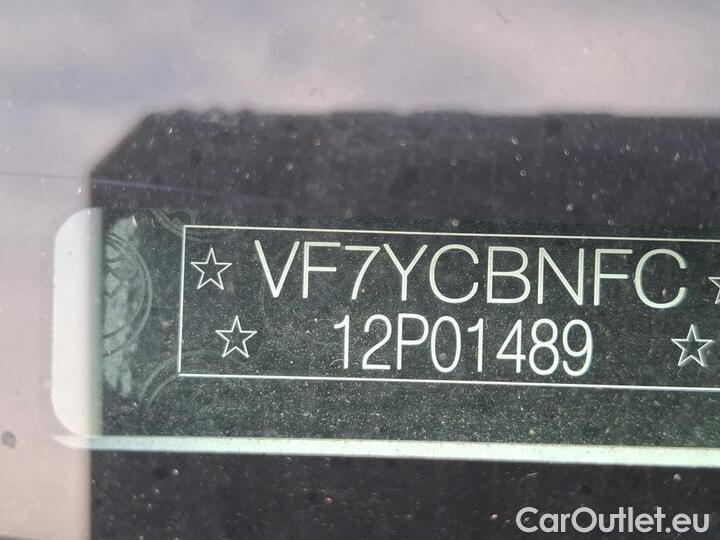 ☆ VF7YCBNFC ☆
☆ 12P01489 ☆
CarOutlet.eu